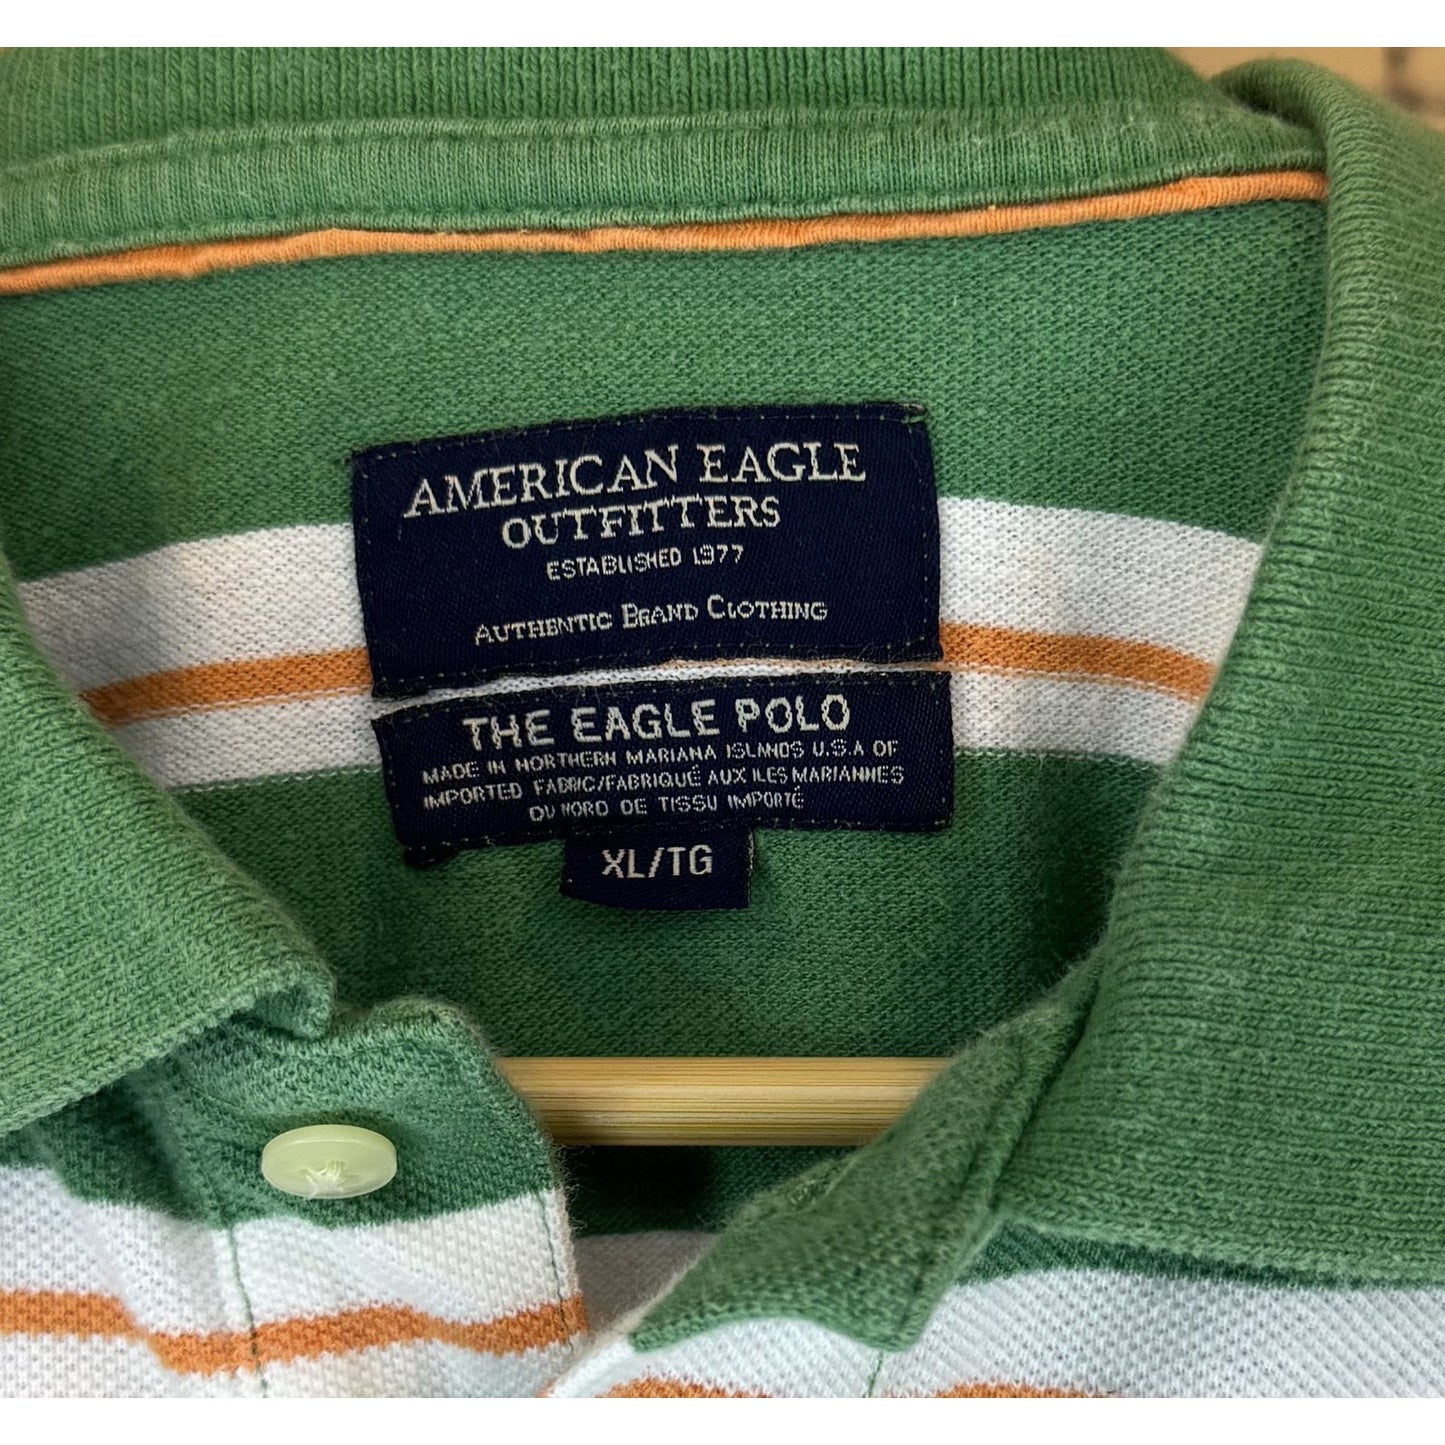 AMERICAN EAGLE
OUTFITTERS
ESTABLISHED 1977
AUTHENTIC BRAND CLOTHING
THE EAGLE POLO
MADE IN NORTHERN MARIANA ISLANDS U.S.A OF
IMPORTED FABRIC/FABRIQUÉ AUX ILES MARIANNES
DU NORD DE TISSU IMPORTÉ
XL/TG